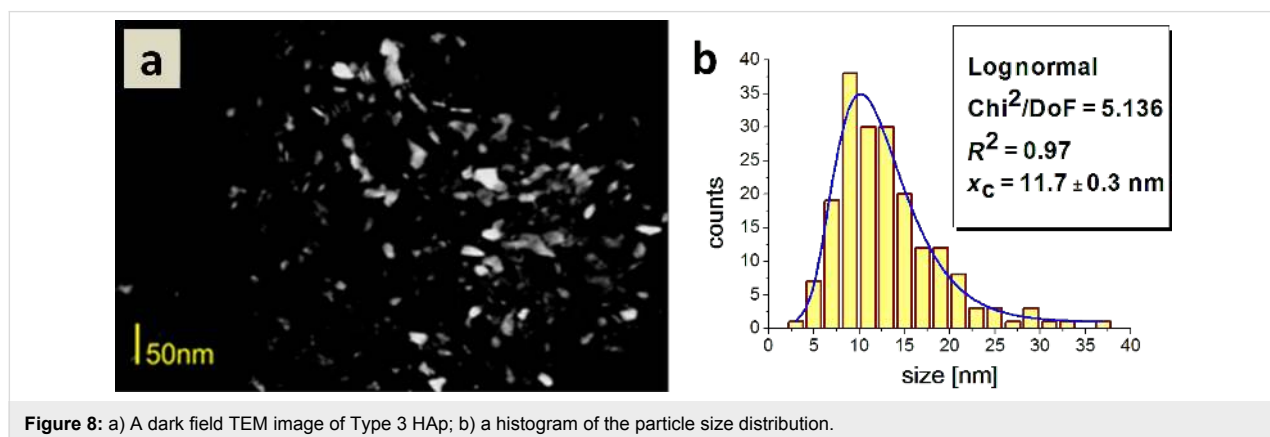 a
50nm
b
counts
40
35
30
25
20
15
10
5
0
0 5 10 15 20 25 30 35 40
size [nm]
Lognormal
Chi²/DoF = 5.136
R² = 0.97
x_c = 11.7 ± 0.3 nm
Figure 8: a) A dark field TEM image of Type 3 HAp; b) a histogram of the particle size distribution.